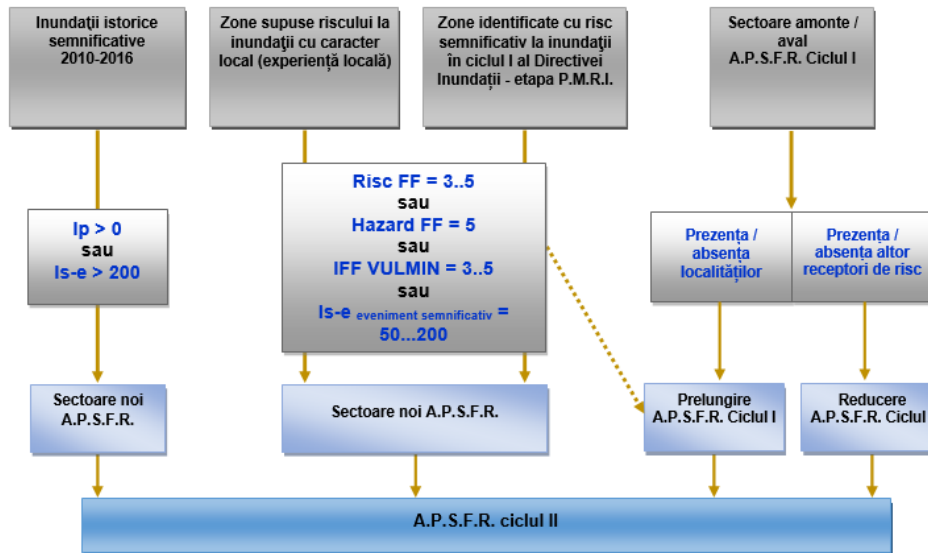 Inundații istorice
semnificative
2010-2016
Zone supuse riscului la
inundații cu caracter
local (experiență locală)
Zone identificate cu risc
semnificativ la inundații
în ciclul I al Directivei
Inundații - etapa P.M.R.I.
Sectoare amonte /
aval
A.P.S.F.R. Ciclul I
Ip > 0
sau
Is-e > 200
Risc FF = 3..5
sau
Hazard FF = 5
sau
IFF VULMIN = 3..5
sau
Is-e eveniment semnificativ =
50...200
Prezența /
absența
localităților
Prezența /
absența altor
receptori de risc
Sectoare noi
A.P.S.F.R.
Sectoare noi A.P.S.F.R.
Prelungire
A.P.S.F.R. Ciclul I
Reducere
A.P.S.F.R. Ciclul
A.P.S.F.R. ciclul II